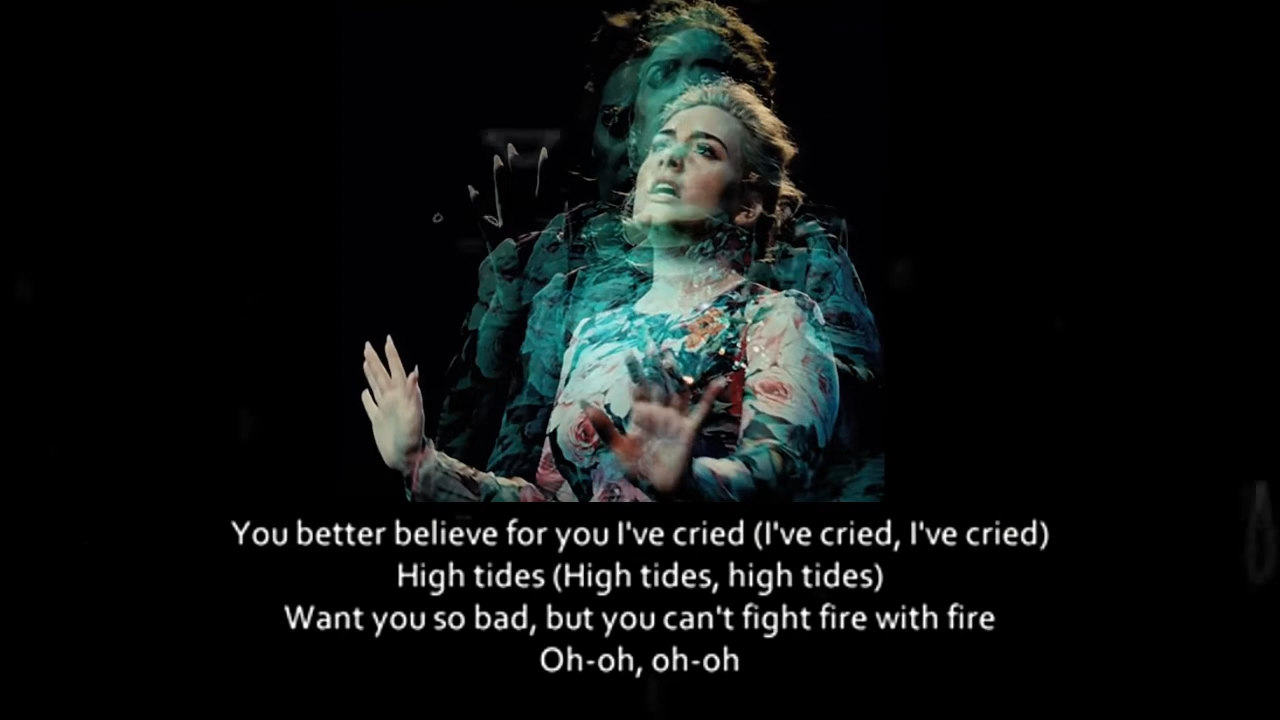 You better believe for you I've cried (I've cried, I've cried)
High tides (High tides, high tides)
Want you so bad, but you can't fight fire with fire
Oh-oh, oh-oh